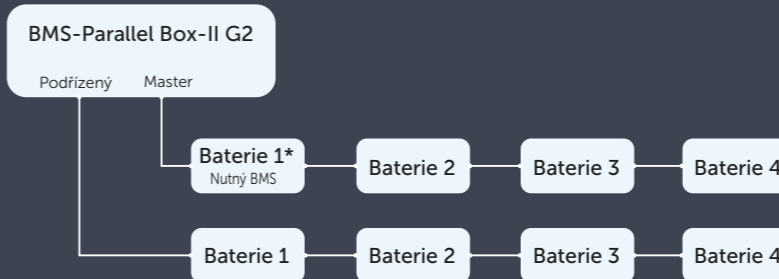 BMS-Parallel Box-II G2
Podřízený Master
Baterie 1* Baterie 2 Baterie 3 Baterie 4
Nutný BMS
Baterie 1 Baterie 2 Baterie 3 Baterie 4